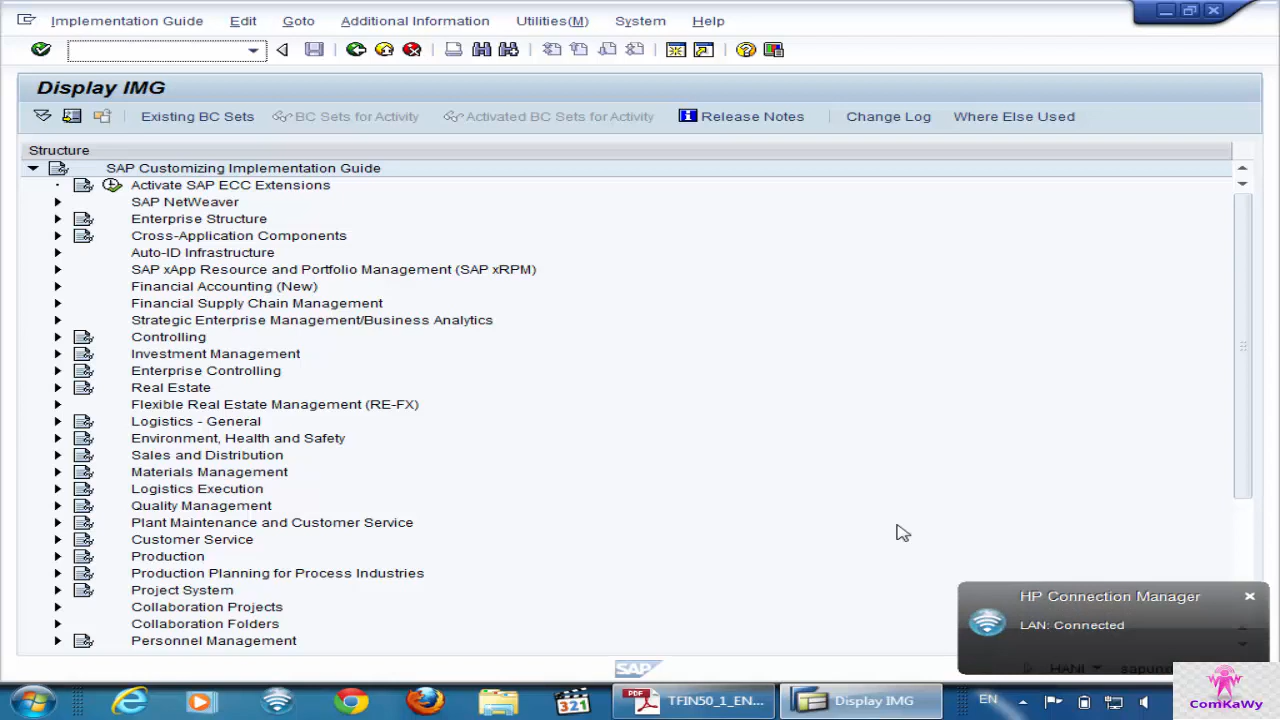 Implementation Guide Edit Goto Additional Information Utilities(M) System Help
Display IMG
Existing BC Sets BC Sets for Activity Activated BC Sets for Activity i Release Notes Change Log Where Else Used
Structure
SAP Customizing Implementation Guide
Activate SAP ECC Extensions
SAP NetWeaver
Enterprise Structure
Cross-Application Components
Auto-ID Infrastructure
SAP xApp Resource and Portfolio Management (SAP xRPM)
Financial Accounting (New)
Financial Supply Chain Management
Strategic Enterprise Management/Business Analytics
Controlling
Investment Management
Enterprise Controlling
Real Estate
Flexible Real Estate Management (RE-FX)
Logistics - General
Environment, Health and Safety
Sales and Distribution
Materials Management
Logistics Execution
Quality Management
Plant Maintenance and Customer Service
Customer Service
Production
Production Planning for Process Industries
Project System
Collaboration Projects
Collaboration Folders
Personnel Management
HP Connection Manager
LAN: Connected
SAP
HANI
321
PDF
TFIN50_1_EN...
Display IMG
EN
ComKaWy